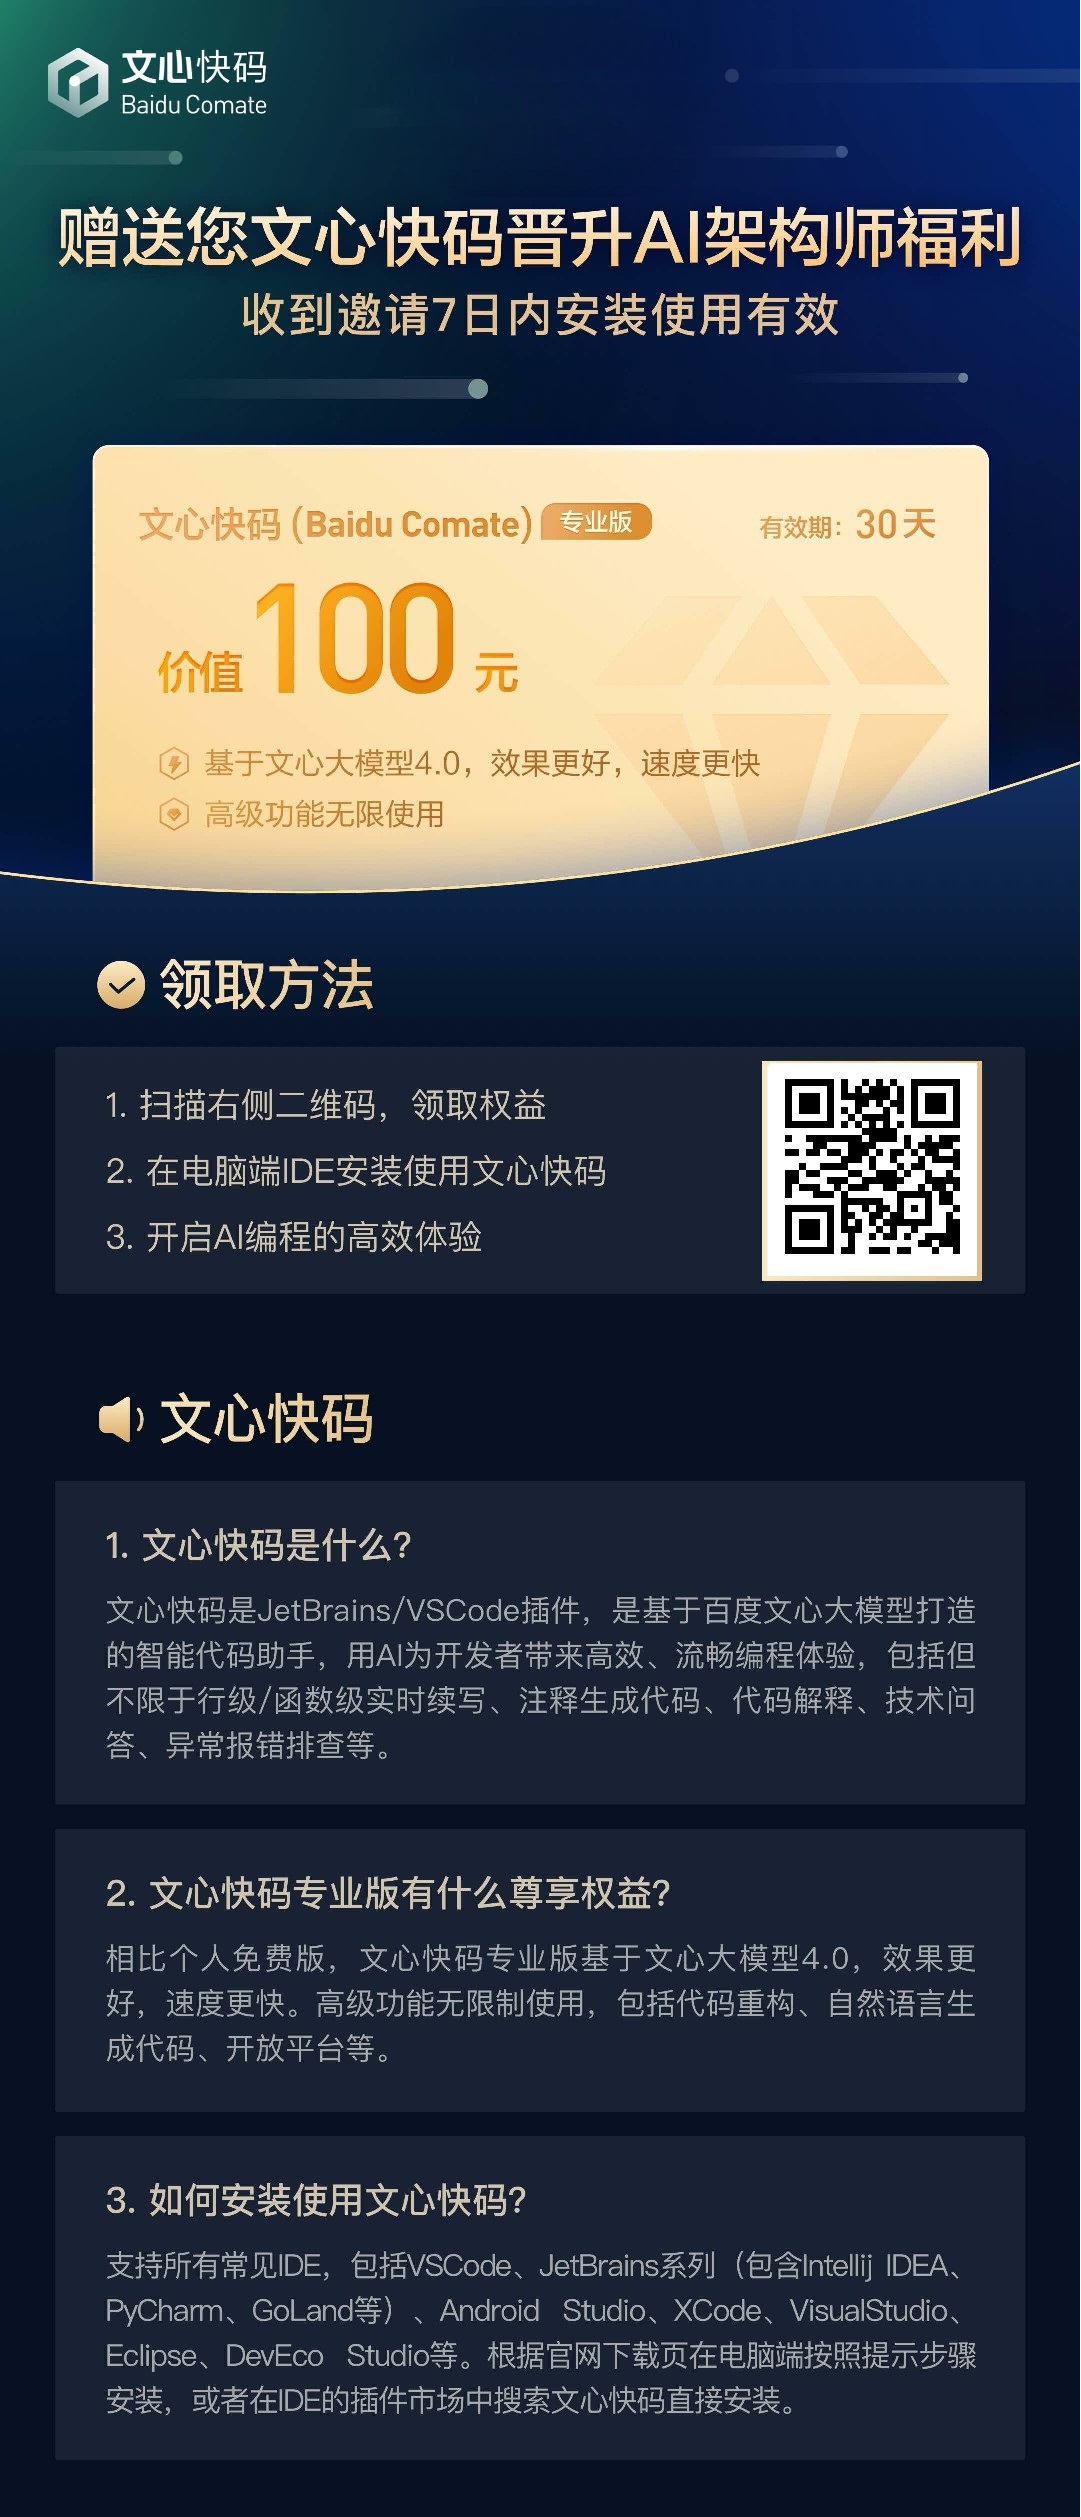 文心快码
Baidu Comate
赠送您文心快码晋升AI架构师福利
收到邀请7日内安装使用有效
文心快码 (Baidu Comate) 专业版 有效期：30天
价值100元
基于文心大模型4.0，效果更好，速度更快
高级功能无限使用
领取方法
1. 扫描右侧二维码，领取权益
2. 在电脑端IDE安装使用文心快码
3. 开启AI编程的高效体验
文心快码
1. 文心快码是什么？
文心快码是JetBrains/VSCode插件，是基于百度文心大模型打造
的智能代码助手，用AI为开发者带来高效、流畅编程体验，包括但
不限于行级/函数级实时续写、注释生成代码、代码解释、技术问
答、异常报错排查等。
2. 文心快码专业版有什么尊享权益？
相比个人免费版，文心快码专业版基于文心大模型4.0，效果更
好，速度更快。高级功能无限制使用，包括代码重构、自然语言生
成代码、开放平台等。
3. 如何安装使用文心快码？
支持所有常见IDE，包括VSCode、JetBrains系列（包含Intellij IDEA、
PyCharm、GoLand等）、Android Studio、XCode、VisualStudio、
Eclipse、DevEco Studio等。根据官网下载页在电脑端按照提示步骤
安装，或者在IDE的插件市场中搜索文心快码直接安装。